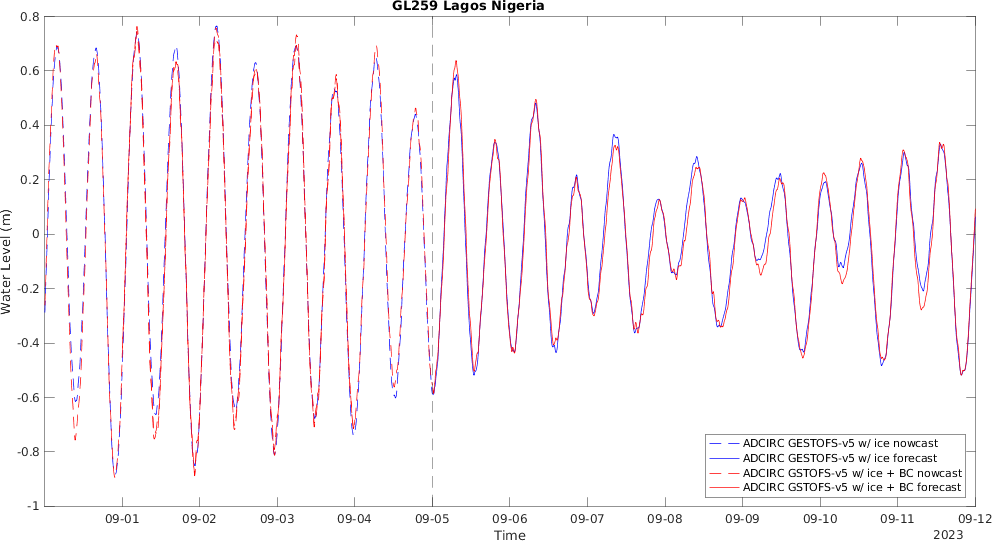 GL259 Lagos Nigeria
Water Level (m)
0.8
0.6
0.4
0.2
0
-0.2
-0.4
-0.6
-0.8
-1
09-01 09-02 09-03 09-04 09-05 09-06 09-07 09-08 09-09 09-10 09-11 09-12
Time
2023
ADCIRC GESTOFS-v5 w/ ice nowcast
ADCIRC GESTOFS-v5 w/ ice forecast
ADCIRC GSTOFS-v5 w/ ice + BC nowcast
ADCIRC GSTOFS-v5 w/ ice + BC forecast